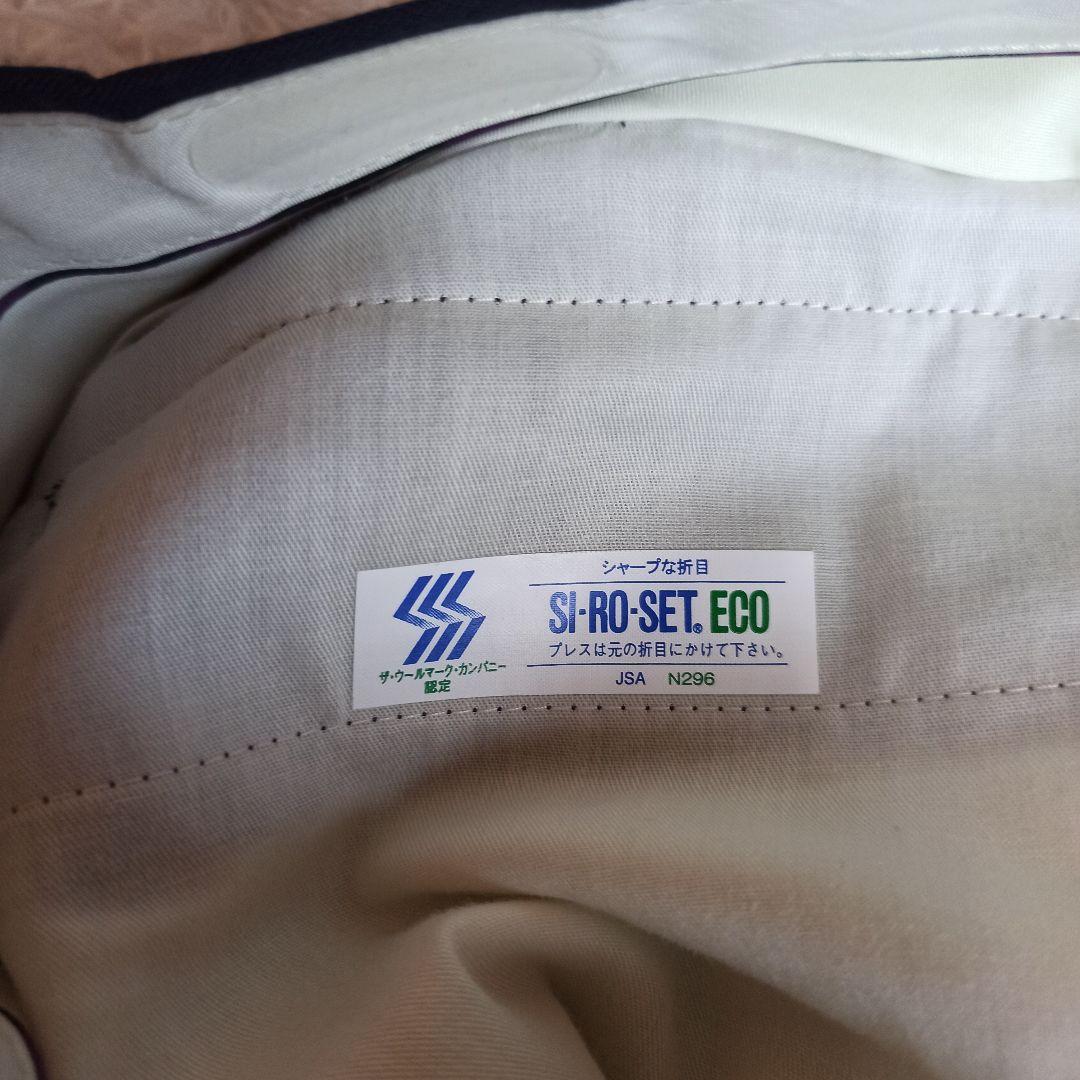 シャープな折目
SI-RO-SET® ECO
プレスは元の折目にかけて下さい。
JSA N296
ザ・ウールマーク・カンパニー
認定